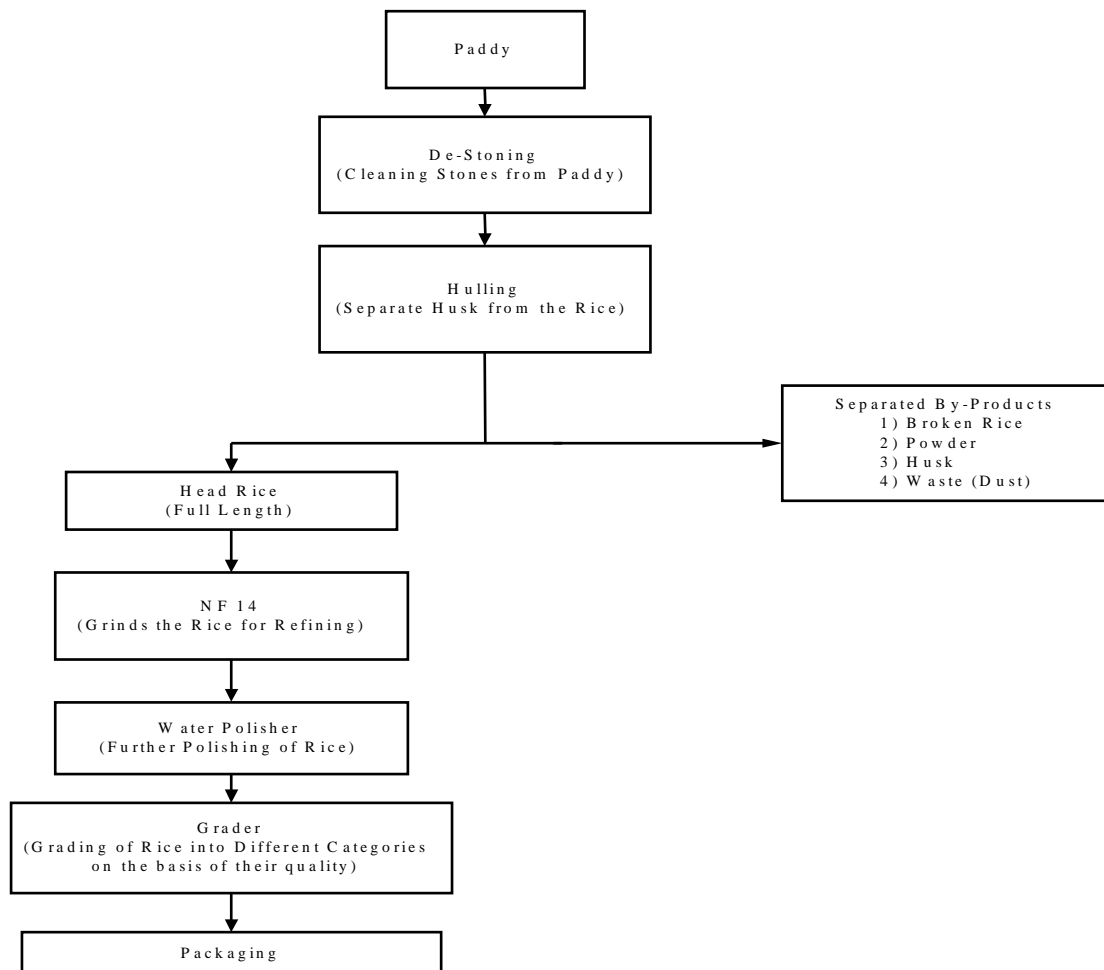 Paddy
De-Stoning
(Cleaning Stones from Paddy)
Hulling
(Separate Husk from the Rice)
Separated By-Products
1) Broken Rice
2) Powder
3) Husk
4) Waste (Dust)
Head Rice
(Full Length)
NF 14
(Grinds the Rice for Refining)
Water Polisher
(Further Polishing of Rice)
Grader
(Grading of Rice into Different Categories
on the basis of their quality)
Packaging